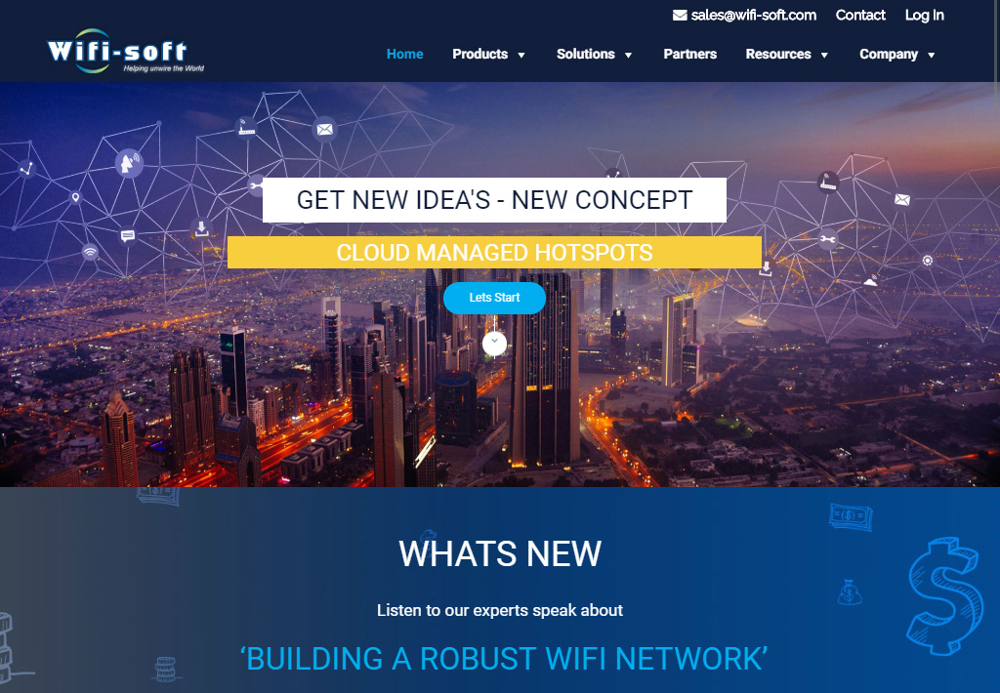 sales@wifi-soft.com Contact Log In
Wifi-soft
Helping unwire the World
Home Products Solutions Partners Resources Company
GET NEW IDEA'S - NEW CONCEPT
CLOUD MANAGED HOTSPOTS
Lets Start
WHATS NEW
Listen to our experts speak about
‘BUILDING A ROBUST WIFI NETWORK’